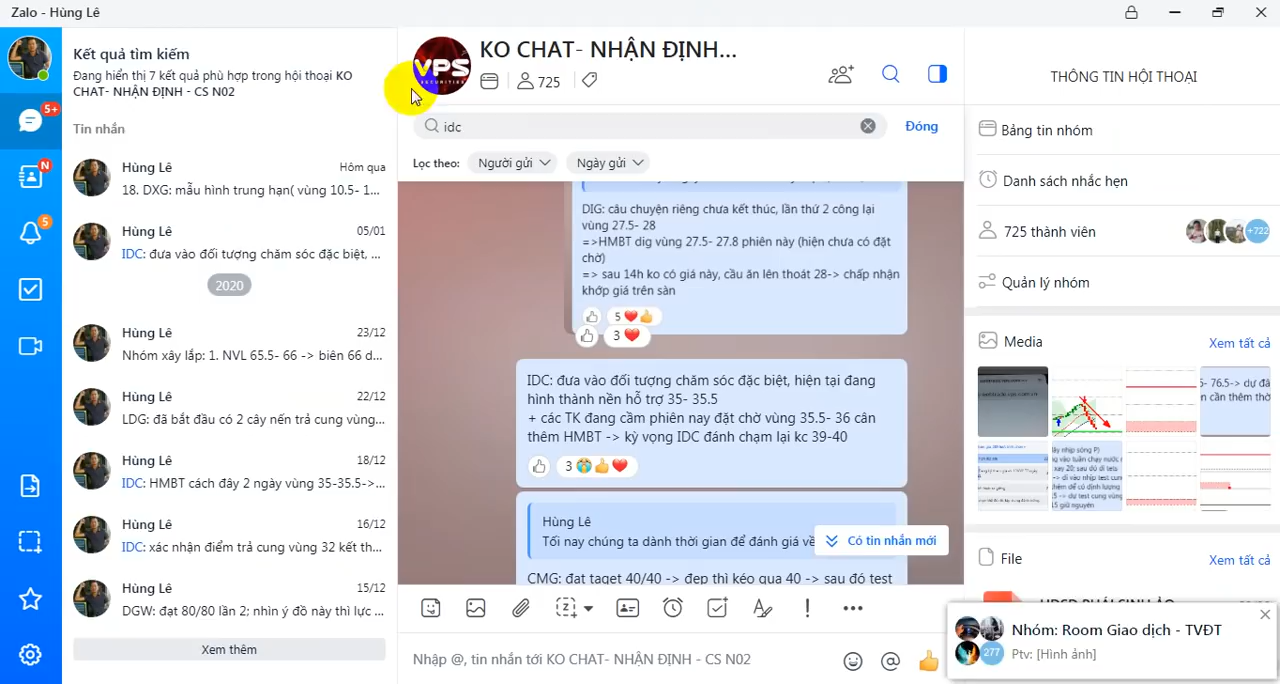 Zalo - Hùng Lê
5+
N
5
Kết quả tìm kiếm
Đang hiển thị 7 kết quả phù hợp trong hội thoại KO
CHAT- NHẬN ĐỊNH - CS N02
Tin nhắn
Hùng Lê
Hôm qua
18. DXG: mẫu hình trung hạn( vùng 10.5- 1...
Hùng Lê
05/01
IDC: đưa vào đối tượng chăm sóc đặc biệt, ...
2020
Hùng Lê
23/12
Nhóm xây lắp: 1. NVL 65.5- 66 -> biên 66 d...
Hùng Lê
22/12
LDG: đã bắt đầu có 2 cây nến trả cung vùng...
Hùng Lê
18/12
IDC: HMBT cách đây 2 ngày vùng 35-35.5->...
Hùng Lê
16/12
IDC: xác nhận điểm trả cung vùng 32 kết th...
Hùng Lê
15/12
DGW: đạt 80/80 lần 2; nhìn ý đồ này thì lực ...
Xem thêm
VPS
SECURITIES
KO CHAT- NHẬN ĐỊNH...
725
idc
Đóng
Lọc theo:
Người gửi
Ngày gửi
DIG: câu chuyện riêng chưa kết thúc, lần thứ 2 công lại
vùng 27.5- 28
=>HMBT dig vùng 27.5- 27.8 phiên này (hiện chưa có đặt
chờ)
=> sau 14h ko có giá này, cầu ăn lên thoát 28-> chấp nhận
khớp giá trên sàn
5
3
IDC: đưa vào đối tượng chăm sóc đặc biệt, hiện tại đang
hình thành nền hỗ trợ 35- 35.5
+ các TK đang cầm phiên nay đặt chờ vùng 35.5- 36 cân
thêm HMBT -> kỳ vọng IDC đánh chạm lại kc 39-40
3
Hùng Lê
Tối nay chúng ta dành thời gian để đánh giá về
Có tin nhắn mới
CMG: đạt taget 40/40 -> đẹp thì kéo qua 40 -> sau đó test
Nhập @, tin nhắn tới KO CHAT- NHẬN ĐỊNH - CS N02
THÔNG TIN HỘI THOẠI
Bảng tin nhóm
Danh sách nhắc hẹn
725 thành viên
+722
Quản lý nhóm
Media
Xem tất cả
5- 76.5-> dự đã
n cần thêm thờ
File
Xem tất cả
Nhóm: Room Giao dịch - TVĐT
277
Ptv: [Hình ảnh]